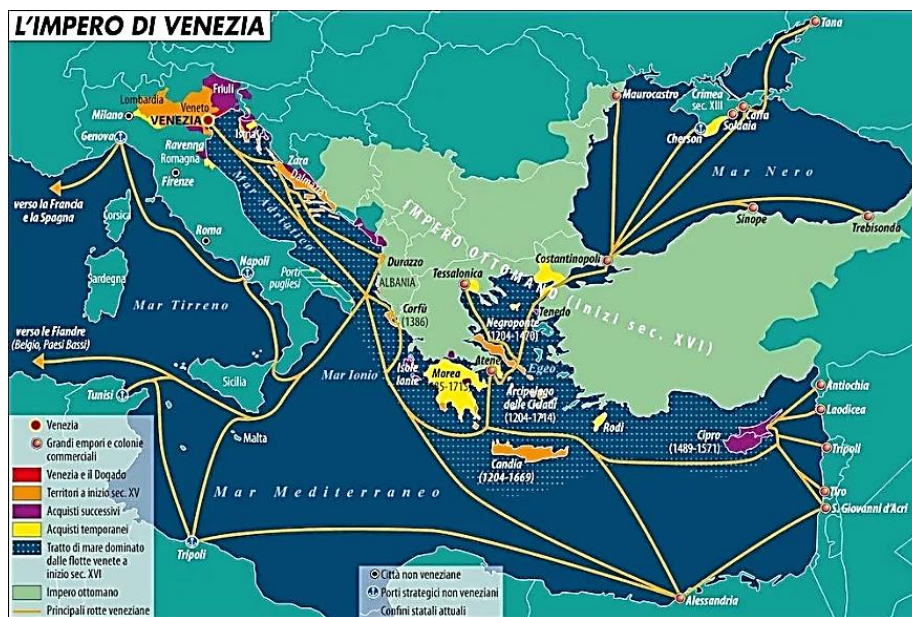 L'IMPERO DI VENEZIA
Tana
Maurocastro
Crimea
sec. XIII
Caffa
Soldaia
Cherson
Mar Nero
Sinope
Trebisonda
Friuli
Lombardia
Veneto
Milano
VENEZIA
Istria
Genova
Ravenna
Romagna
Zara
Dalmazia
Firenze
Mar Adriatico
verso la Francia
e la Spagna
Corsica
Roma
Napoli
Sardegna
Porti
pugliesi
Mar Tirreno
verso le Fiandre
(Belgio, Paesi Bassi)
Sicilia
Tunisi
Malta
Durazzo
ALBANIA
Corfù
(1386)
IMPERO OTTOMANO (inizi sec. XVI)
Costantinopoli
Tessalonica
Tenedo
Negroponte
(1204-1470)
Atene
Egeo
Isole
Ionie
Mar Ionio
Morea
Arcipelago
delle Cicladi
(1204-1714)
Rodi
Candia
(1204-1669)
Cipro
(1489-1571)
Antiochia
Laodicea
Tripoli
Tiro
S. Giovanni d'Acri
Alessandria
Mar Mediterraneo
Tripoli
Venezia
Grandi empori e colonie
commerciali
Venezia e il Dogado
Territori a inizio sec. XV
Acquisti successivi
Acquisti temporanei
Tratto di mare dominato
dalle flotte venete a
inizio sec. XVI
Impero ottomano
Principali rotte veneziane
Città non veneziane
Porti strategici non veneziani
Confini statali attuali